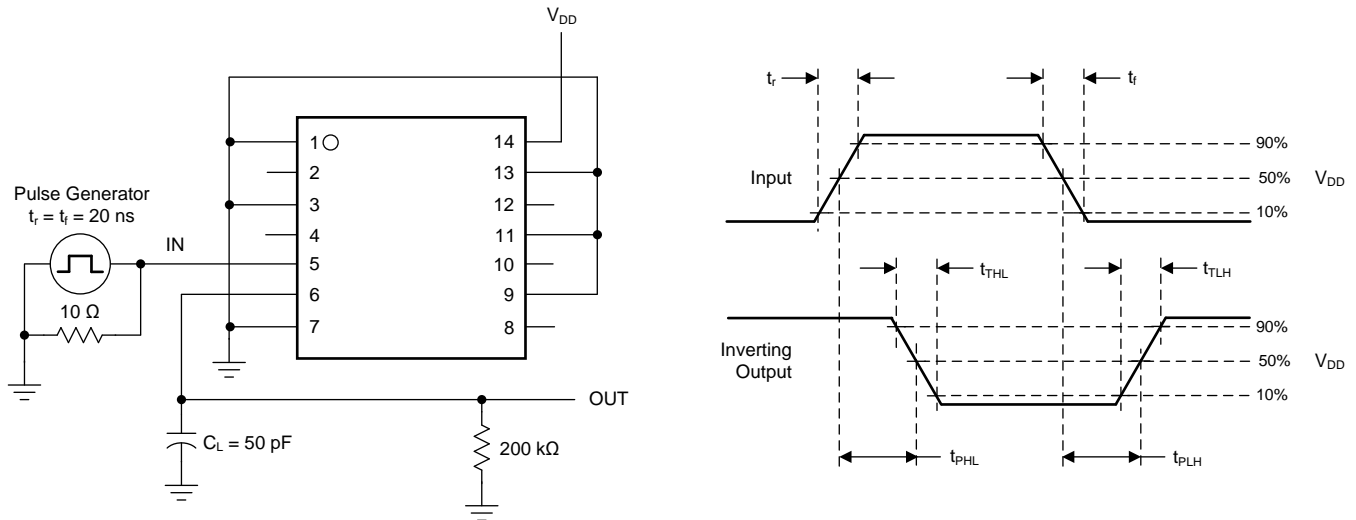 V_DD
1
2
3
4
5
6
7
14
13
12
11
10
9
8
Pulse Generator
t_r = t_f = 20 ns
IN
10 Ω
C_L = 50 pF
OUT
200 kΩ
t_r
t_f
Input
90%
50%
10%
V_DD
t_THL
t_TLH
Inverting
Output
90%
50%
10%
V_DD
t_PHL
t_PLH